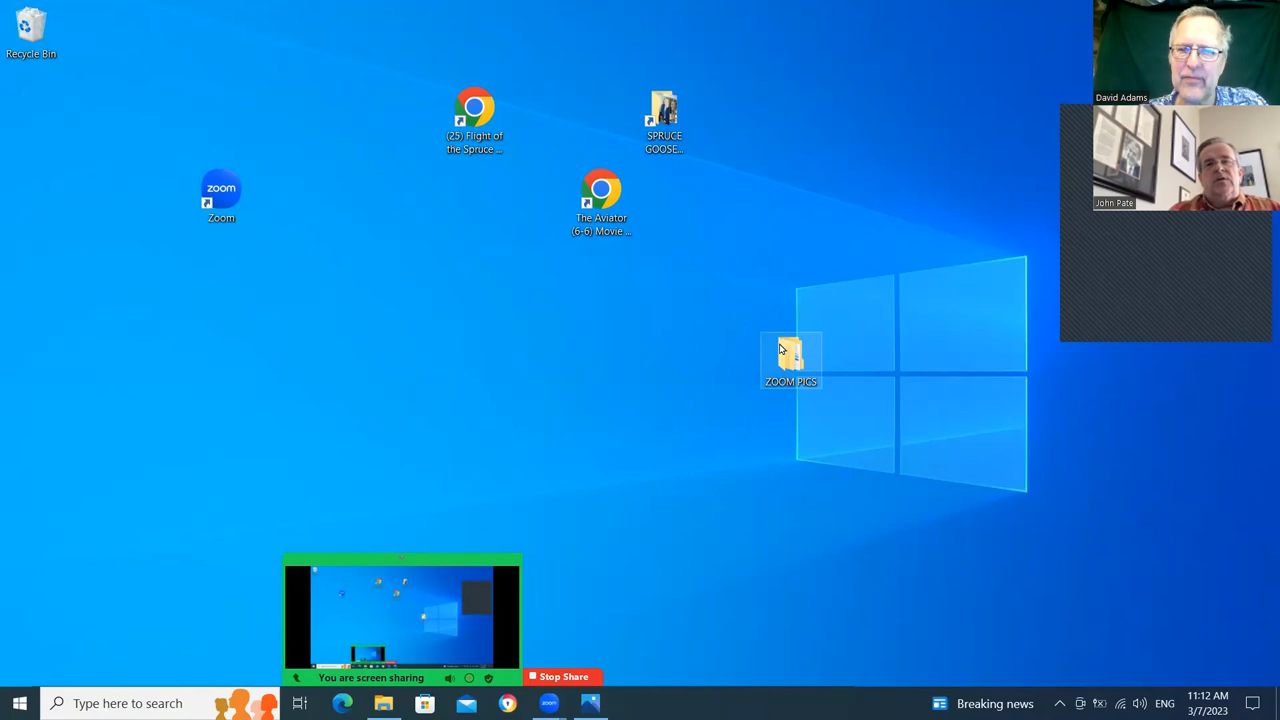 Recycle Bin
(25) Flight of
the Spruce ...
SPRUCE
GOOSE...
zoom
Zoom
The Aviator
(6-6) Movie ...
ZOOM PICS
David Adams
John Pate
You are screen sharing
Stop Share
Type here to search
zoom
Breaking news
ENG
11:12 AM
3/7/2023